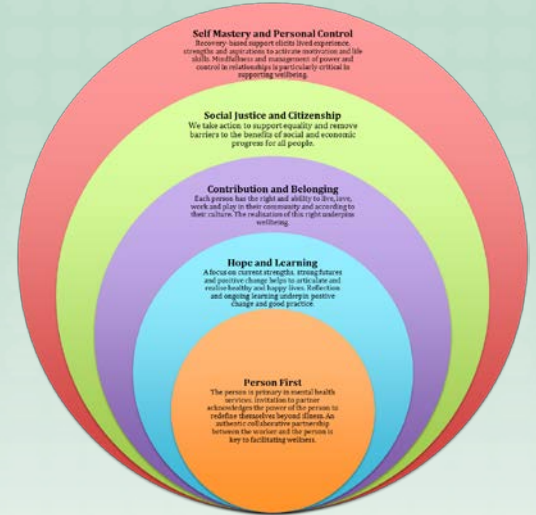 Self Mastery and Personal Control
Recovery-based support elicits lived experience,
strengths and aspirations to activate motivation and life
skills. Mindfulness and management of power and
control in relationships is particularly critical in
supporting wellbeing.
Social Justice and Citizenship
We take action to support equality and remove
barriers to the benefits of social and economic
progress for all people.
Contribution and Belonging
Each person has the right and ability to live, love,
work and play in their community and according to
their culture. The realisation of this right underpins
wellbeing.
Hope and Learning
A focus on current strengths, strong futures
and positive change helps to articulate and
realise healthy and happy lives. Reflection
and ongoing learning underpin postive
change and good practice.
Person First
The person is primary in mental health
services, invitation to partner
acknowledges the power of the person to
redefine themselves beyond illness. An
authentic collaborative partnership
between the worker and the person is
key to facilitating wellness.